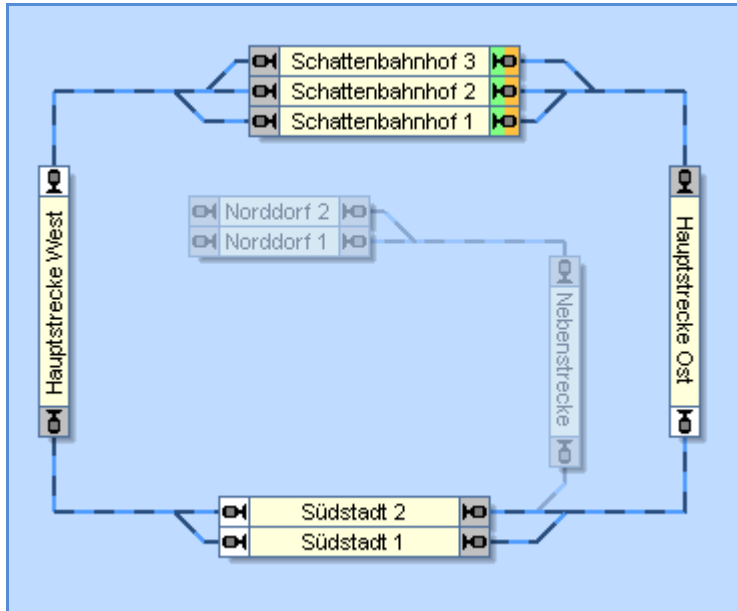 Schattenbahnhof 3
Schattenbahnhof 2
Schattenbahnhof 1
Norddorf 2
Norddorf 1
Hauptstrecke West
Hauptstrecke Ost
Nebenstrecke
Südstadt 2
Südstadt 1